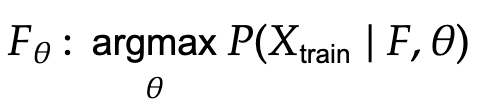 F_θ : argmax P(X_train | F, θ)
θ